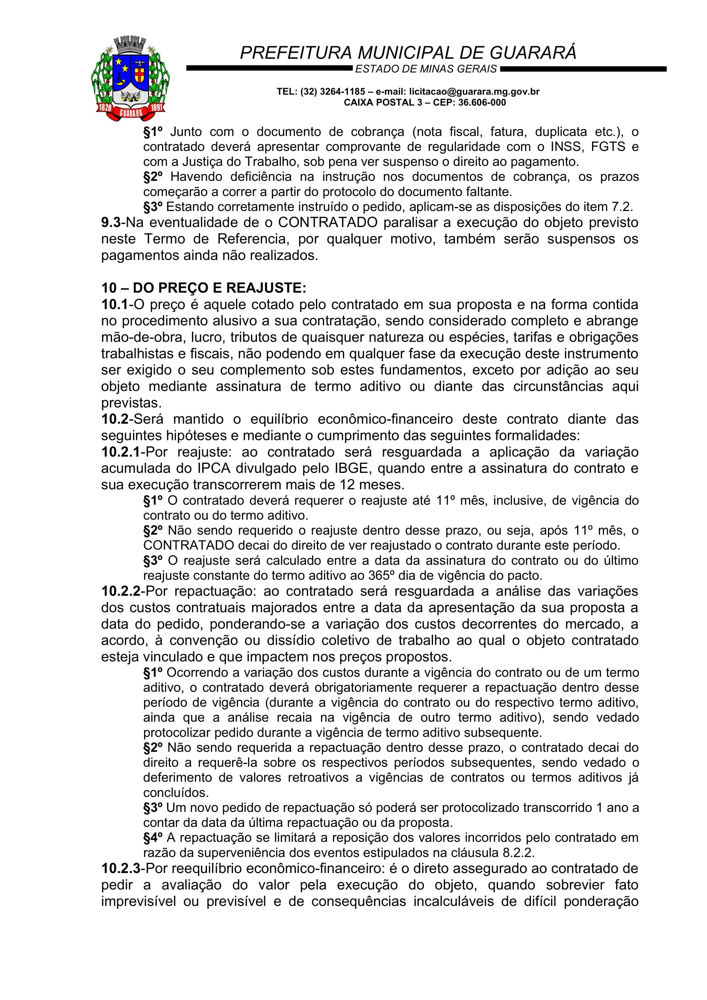 PREFEITURA MUNICIPAL DE GUARARÁ
ESTADO DE MINAS GERAIS
TEL: (32) 3264-1185 – e-mail: licitacao@guarara.mg.gov.br
CAIXA POSTAL 3 – CEP: 36.606-000
1828 GUARARÁ 1891
§1º Junto com o documento de cobrança (nota fiscal, fatura, duplicata etc.), o
contratado deverá apresentar comprovante de regularidade com o INSS, FGTS e
com a Justiça do Trabalho, sob pena ver suspenso o direito ao pagamento.
§2º Havendo deficiência na instrução nos documentos de cobrança, os prazos
começarão a correr a partir do protocolo do documento faltante.
§3º Estando corretamente instruído o pedido, aplicam-se as disposições do item 7.2.
9.3-Na eventualidade de o CONTRATADO paralisar a execução do objeto previsto
neste Termo de Referencia, por qualquer motivo, também serão suspensos os
pagamentos ainda não realizados.
10 – DO PREÇO E REAJUSTE:
10.1-O preço é aquele cotado pelo contratado em sua proposta e na forma contida
no procedimento alusivo a sua contratação, sendo considerado completo e abrange
mão-de-obra, lucro, tributos de quaisquer natureza ou espécies, tarifas e obrigações
trabalhistas e fiscais, não podendo em qualquer fase da execução deste instrumento
ser exigido o seu complemento sob estes fundamentos, exceto por adição ao seu
objeto mediante assinatura de termo aditivo ou diante das circunstâncias aqui
previstas.
10.2-Será mantido o equilíbrio econômico-financeiro deste contrato diante das
seguintes hipóteses e mediante o cumprimento das seguintes formalidades:
10.2.1-Por reajuste: ao contratado será resguardada a aplicação da variação
acumulada do IPCA divulgado pelo IBGE, quando entre a assinatura do contrato e
sua execução transcorrerem mais de 12 meses.
§1º O contratado deverá requerer o reajuste até 11º mês, inclusive, de vigência do
contrato ou do termo aditivo.
§2º Não sendo requerido o reajuste dentro desse prazo, ou seja, após 11º mês, o
CONTRATADO decai do direito de ver reajustado o contrato durante este período.
§3º O reajuste será calculado entre a data da assinatura do contrato ou do último
reajuste constante do termo aditivo ao 365º dia de vigência do pacto.
10.2.2-Por repactuação: ao contratado será resguardada a análise das variações
dos custos contratuais majorados entre a data da apresentação da sua proposta a
data do pedido, ponderando-se a variação dos custos decorrentes do mercado, a
acordo, à convenção ou dissídio coletivo de trabalho ao qual o objeto contratado
esteja vinculado e que impactem nos preços propostos.
§1º Ocorrendo a variação dos custos durante a vigência do contrato ou de um termo
aditivo, o contratado deverá obrigatoriamente requerer a repactuação dentro desse
período de vigência (durante a vigência do contrato ou do respectivo termo aditivo,
ainda que a análise recaia na vigência de outro termo aditivo), sendo vedado
protocolizar pedido durante a vigência de termo aditivo subsequente.
§2º Não sendo requerida a repactuação dentro desse prazo, o contratado decai do
direito a requerê-la sobre os respectivos períodos subsequentes, sendo vedado o
deferimento de valores retroativos a vigências de contratos ou termos aditivos já
concluídos.
§3º Um novo pedido de repactuação só poderá ser protocolizado transcorrido 1 ano a
contar da data da última repactuação ou da proposta.
§4º A repactuação se limitará a reposição dos valores incorridos pelo contratado em
razão da superveniência dos eventos estipulados na cláusula 8.2.2.
10.2.3-Por reequilíbrio econômico-financeiro: é o direto assegurado ao contratado de
pedir a avaliação do valor pela execução do objeto, quando sobrevier fato
imprevisível ou previsível e de consequências incalculáveis de difícil ponderação